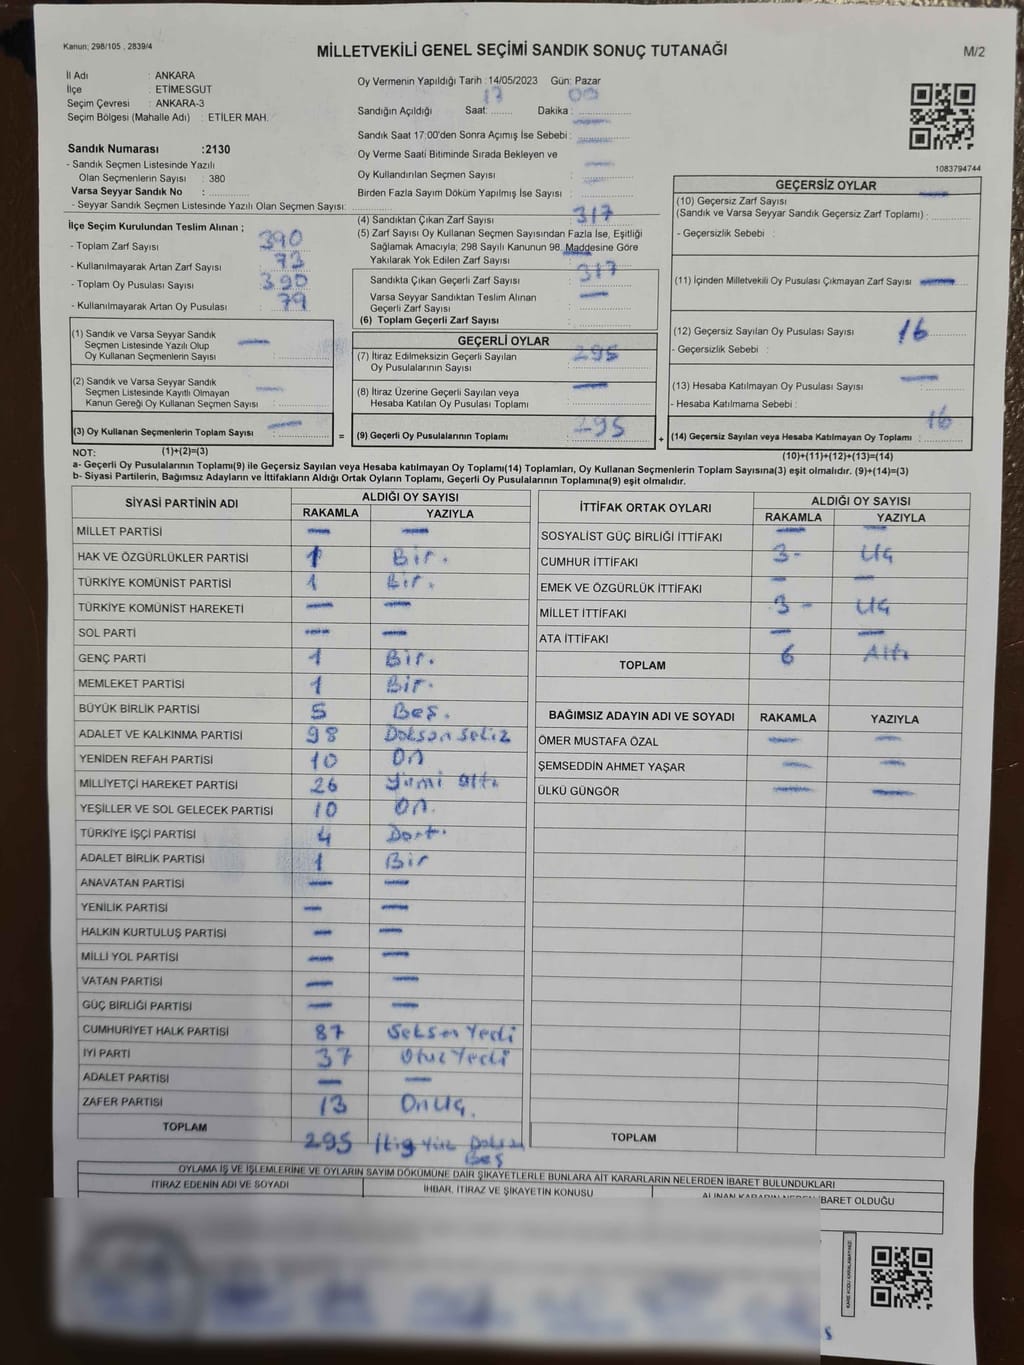 Kanun; 298/105 , 2839/4
MİLLETVEKİLİ GENEL SEÇİMİ SANDIK SONUÇ TUTANAĞI
M/2
İl Adı : ANKARA
İlçe : ETİMESGUT
Seçim Çevresi : ANKARA-3
Seçim Bölgesi (Mahalle Adı) : ETİLER MAH.
Sandık Numarası :2130
- Sandık Seçmen Listesinde Yazılı
Olan Seçmenlerin Sayısı : 380
Varsa Seyyar Sandık No :
- Seyyar Sandık Seçmen Listesinde Yazılı Olan Seçmen Sayısı:
Oy Vermenin Yapıldığı Tarih :14/05/2023 Gün: Pazar
Sandığın Açıldığı Saat: 17 Dakika : 00
Sandık Saat 17:00'den Sonra Açımış İse Sebebi : —
Oy Verme Saati Bitiminde Sırada Bekleyen ve
Oy Kullandırılan Seçmen Sayısı : —
Birden Fazla Sayım Döküm Yapılmış İse Sayısı :
1083794744
İlçe Seçim Kurulundan Teslim Alınan ;
- Toplam Zarf Sayısı : 390
- Kullanılmayarak Artan Zarf Sayısı : 73
- Toplam Oy Pusulası Sayısı : 390
- Kullanılmayarak Artan Oy Pusulası : 79
(1) Sandık ve Varsa Seyyar Sandık
Seçmen Listesinde Yazılı Olup
Oy Kullanan Seçmenlerin Sayısı : —
(2) Sandık ve Varsa Seyyar Sandık
Seçmen Listesinde Kayıtlı Olmayan
Kanun Gereği Oy Kullanan Seçmen Sayısı : —
(3) Oy Kullanan Seçmenlerin Toplam Sayısı : —
(4) Sandıktan Çıkan Zarf Sayısı : 317
(5) Zarf Sayısı Oy Kullanan Seçmen Sayısından Fazla İse, Eşitliği
Sağlamak Amacıyla; 298 Sayılı Kanunun 98. Maddesine Göre
Yakılarak Yok Edilen Zarf Sayısı : —
Sandıkta Çıkan Geçerli Zarf Sayısı : 317
Varsa Seyyar Sandıktan Teslim Alınan
Geçerli Zarf Sayısı : —
(6) Toplam Geçerli Zarf Sayısı :
GEÇERLİ OYLAR
(7) İtiraz Edilmeksizin Geçerli Sayılan
Oy Pusulalarının Sayısı : 295
(8) İtiraz Üzerine Geçerli Sayılan veya
Hesaba Katılan Oy Pusulası Toplamı : —
= (9) Geçerli Oy Pusulalarının Toplamı : 295
GEÇERSİZ OYLAR
(10) Geçersiz Zarf Sayısı
(Sandık ve Varsa Seyyar Sandık Geçersiz Zarf Toplamı) : —
- Geçersizlik Sebebi :
(11) İçinden Milletvekili Oy Pusulası Çıkmayan Zarf Sayısı : —
(12) Geçersiz Sayılan Oy Pusulası Sayısı : 16
- Geçersizlik Sebebi :
(13) Hesaba Katılmayan Oy Pusulası Sayısı : —
- Hesaba Katılmama Sebebi :
+ (14) Geçersiz Sayılan veya Hesaba Katılmayan Oy Toplamı : 16
NOT: (1)+(2)=(3)
(10)+(11)+(12)+(13)=(14)
a- Geçerli Oy Pusulalarının Toplamı(9) ile Geçersiz Sayılan veya Hesaba katılmayan Oy Toplamı(14) Toplamları, Oy Kullanan Seçmenlerin Toplam Sayısına(3) eşit olmalıdır. (9)+(14)=(3)
b- Siyasi Partilerin, Bağımsız Adayların ve İttifakların Aldığı Ortak Oyların Toplamı, Geçerli Oy Pusulalarının Toplamına(9) eşit olmalıdır.
SİYASİ PARTİNİN ADI ALDIĞI OY SAYISI
RAKAMLA YAZIYLA
MİLLET PARTİSİ — —
HAK VE ÖZGÜRLÜKLER PARTİSİ 1 Bir.
TÜRKİYE KOMÜNİST PARTİSİ 1 Bir.
TÜRKİYE KOMÜNİST HAREKETİ — —
SOL PARTİ — —
GENÇ PARTİ 1 Bir.
MEMLEKET PARTİSİ 1 Bir.
BÜYÜK BİRLİK PARTİSİ 5 Beş.
ADALET VE KALKINMA PARTİSİ 98 Doksan Sekiz
YENİDEN REFAH PARTİSİ 10 On
MİLLİYETÇİ HAREKET PARTİSİ 26 Yirmi altı
YEŞİLLER VE SOL GELECEK PARTİSİ 10 On.
TÜRKİYE İŞÇİ PARTİSİ 4 Dört.
ADALET BİRLİK PARTİSİ 1 Bir
ANAVATAN PARTİSİ — —
YENİLİK PARTİSİ — —
HALKIN KURTULUŞ PARTİSİ — —
MİLLİ YOL PARTİSİ — —
VATAN PARTİSİ — —
GÜÇ BİRLİĞİ PARTİSİ — —
CUMHURİYET HALK PARTİSİ 87 Seksen Yedi
İYİ PARTİ 37 Otuz Yedi
ADALET PARTİSİ — —
ZAFER PARTİSİ 13 On Üç.
TOPLAM 295 İkiyüz Doksan
Beş
İTTİFAK ORTAK OYLARI ALDIĞI OY SAYISI
RAKAMLA YAZIYLA
SOSYALİST GÜÇ BİRLİĞİ İTTİFAKI — —
CUMHUR İTTİFAKI 3- Üç
EMEK VE ÖZGÜRLÜK İTTİFAKI — —
MİLLET İTTİFAKI 3- Üç
ATA İTTİFAKI — —
TOPLAM 6 Altı
BAĞIMSIZ ADAYIN ADI VE SOYADI RAKAMLA YAZIYLA
ÖMER MUSTAFA ÖZAL — —
ŞEMSEDDİN AHMET YAŞAR — —
ÜLKÜ GÜNGÖR — —
TOPLAM
OYLAMA İŞ VE İŞLEMLERİNE VE OYLARIN SAYIM DÖKÜMÜNE DAİR ŞİKAYETLERLE BUNLARA AİT KARARLARIN NELERDEN İBARET BULUNDUKLARI
İTİRAZ EDENİN ADI VE SOYADI İHBAR, İTİRAZ VE ŞİKAYETİN KONUSU ALINAN KARARIN NEDEN İBARET OLDUĞU